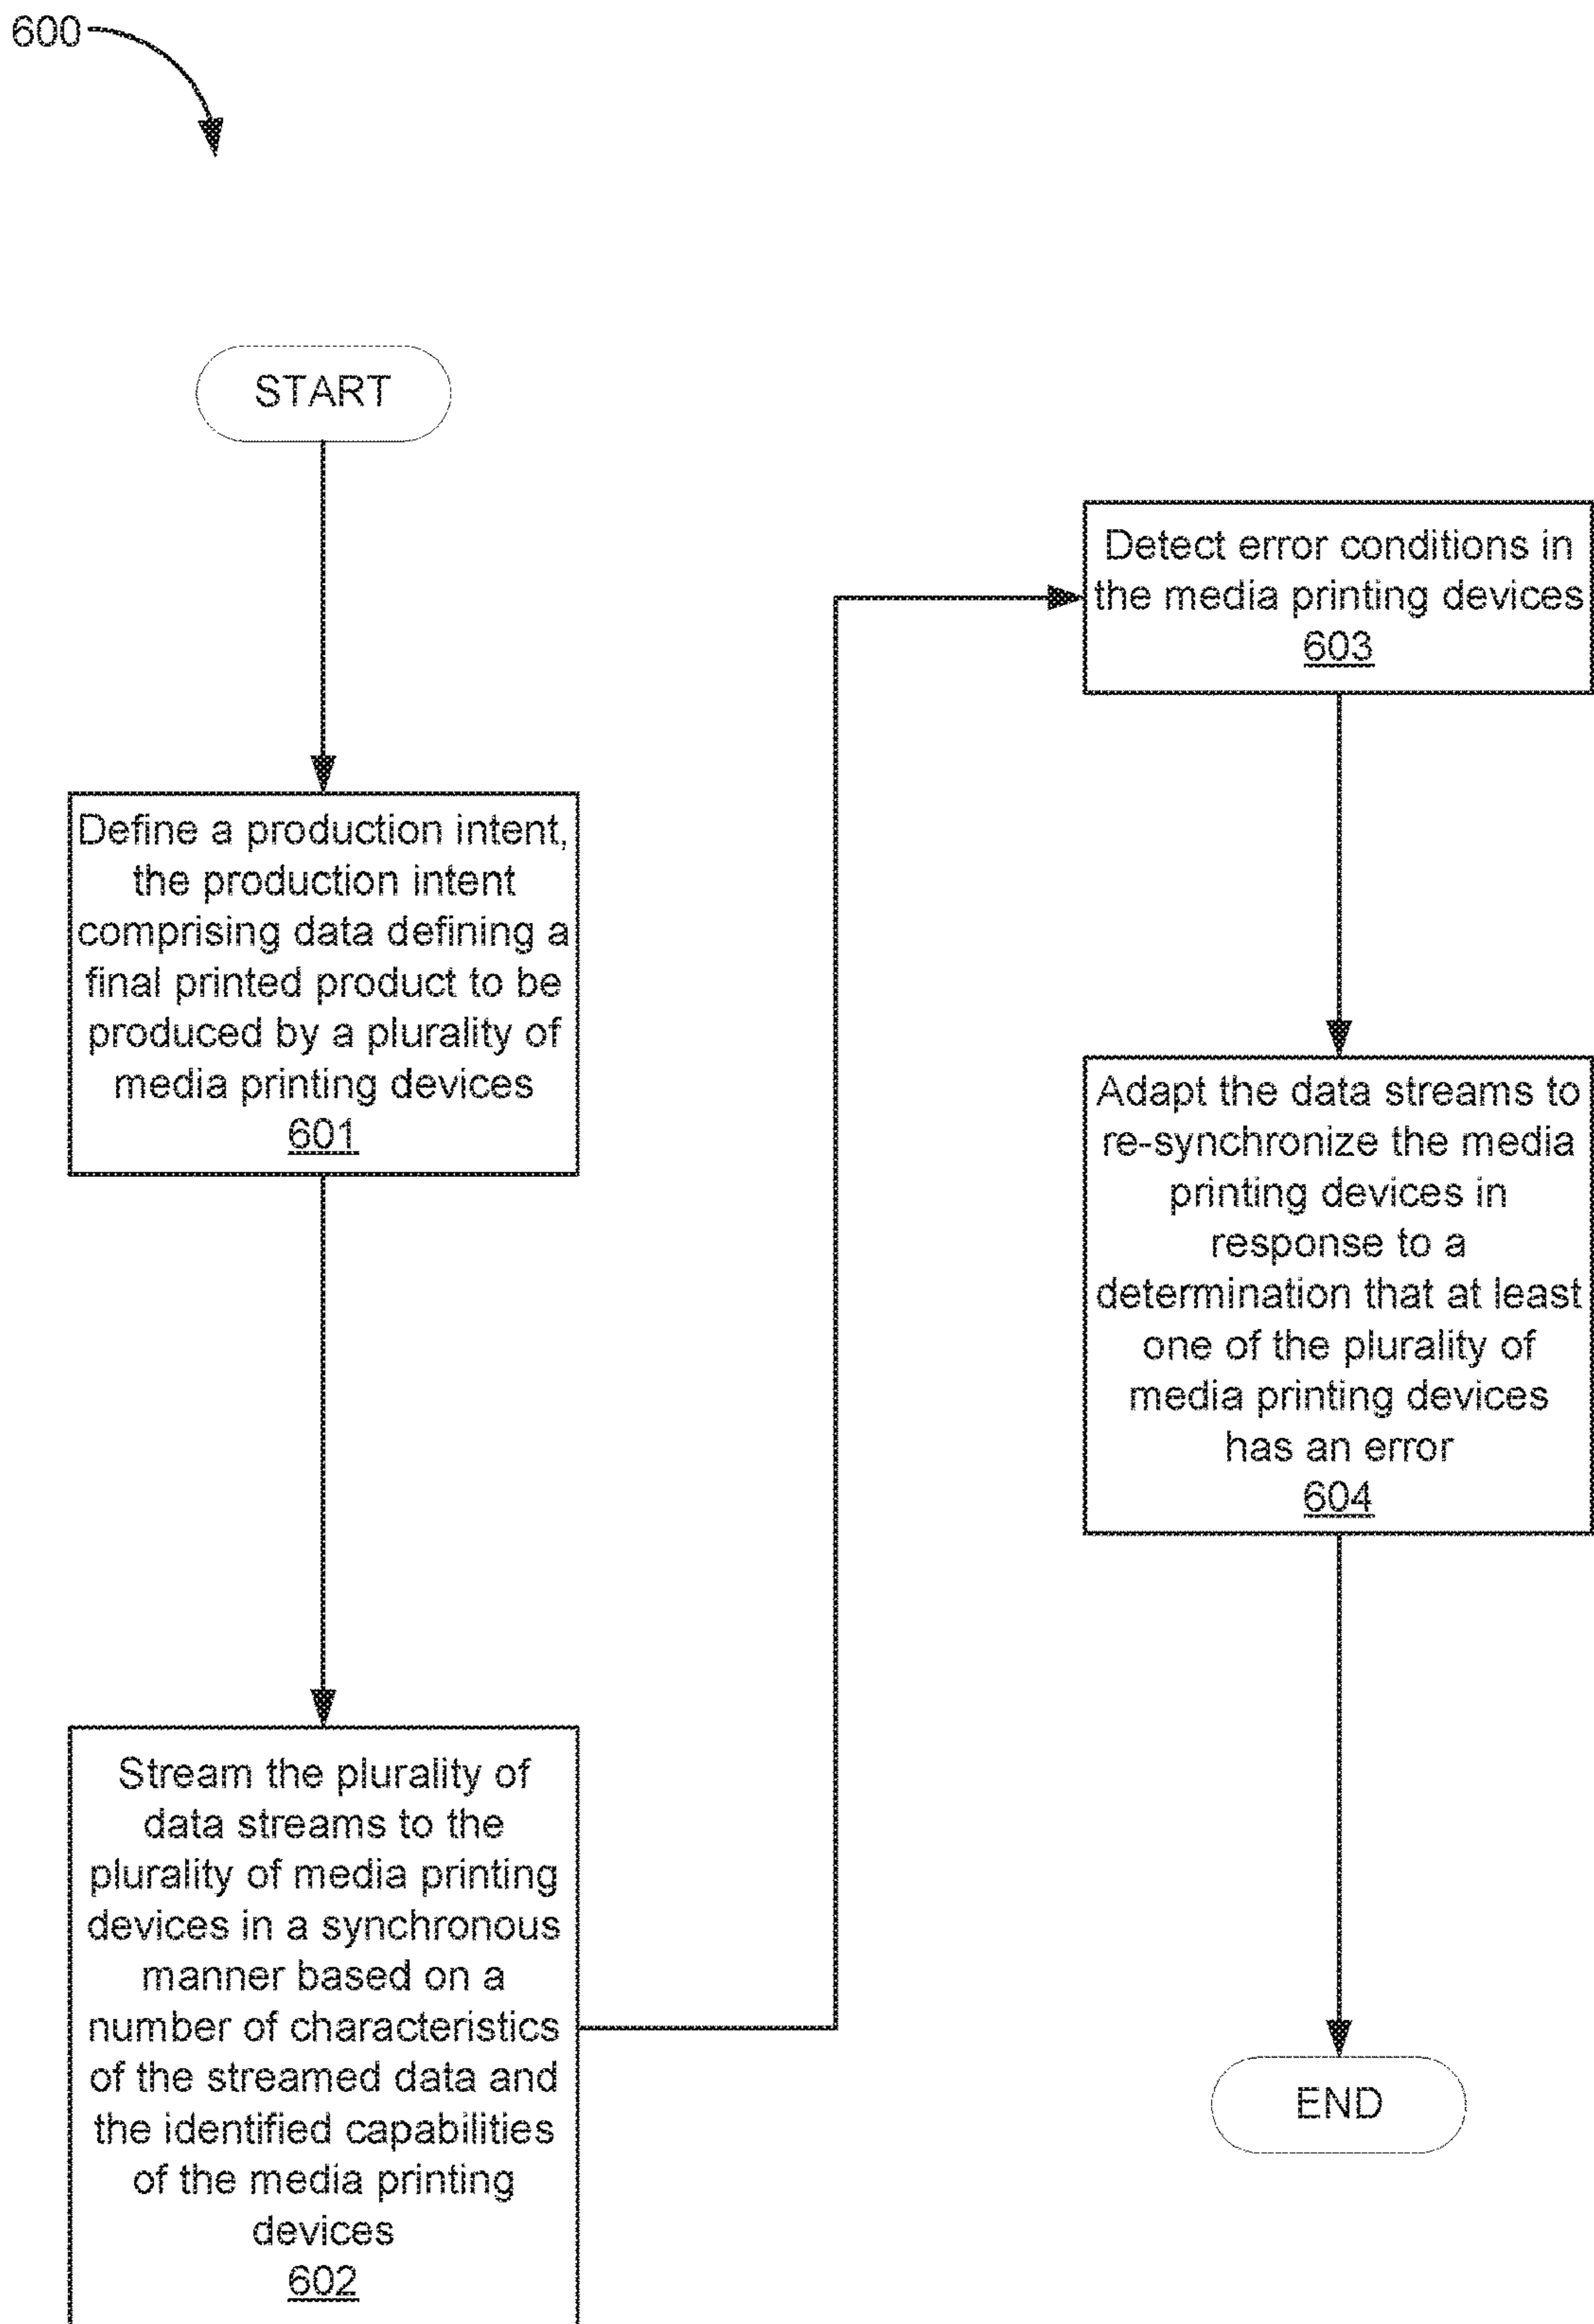 600
START
Define a production intent,
the production intent
comprising data defining a
final printed product to be
produced by a plurality of
media printing devices
601
Stream the plurality of
data streams to the
plurality of media printing
devices in a synchronous
manner based on a
number of characteristics
of the streamed data and
the identified capabilities
of the media printing
devices
602
Detect error conditions in
the media printing devices
603
Adapt the data streams to
re-synchronize the media
printing devices in
response to a
determination that at least
one of the plurality of
media printing devices
has an error
604
END